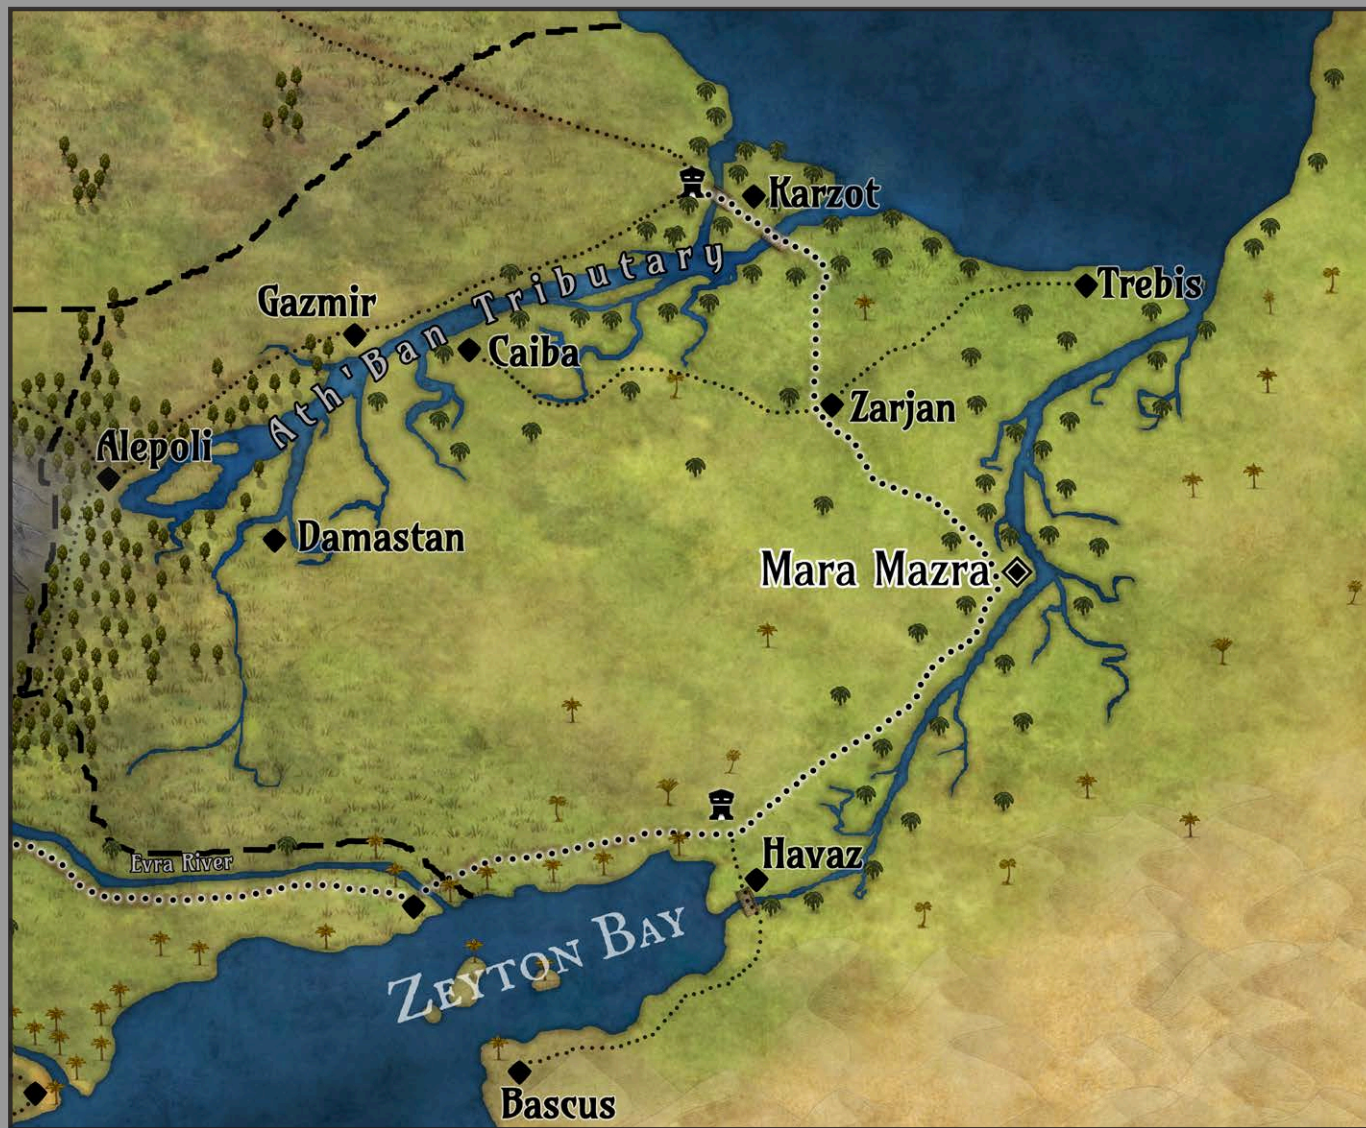 Karzot
Ath'Ban Tributary
Trebis
Gazmir
Caiba
Zarjan
Alepoli
Damastan
Mara Mazra
Havaz
Evra River
Zeyton Bay
Bascus